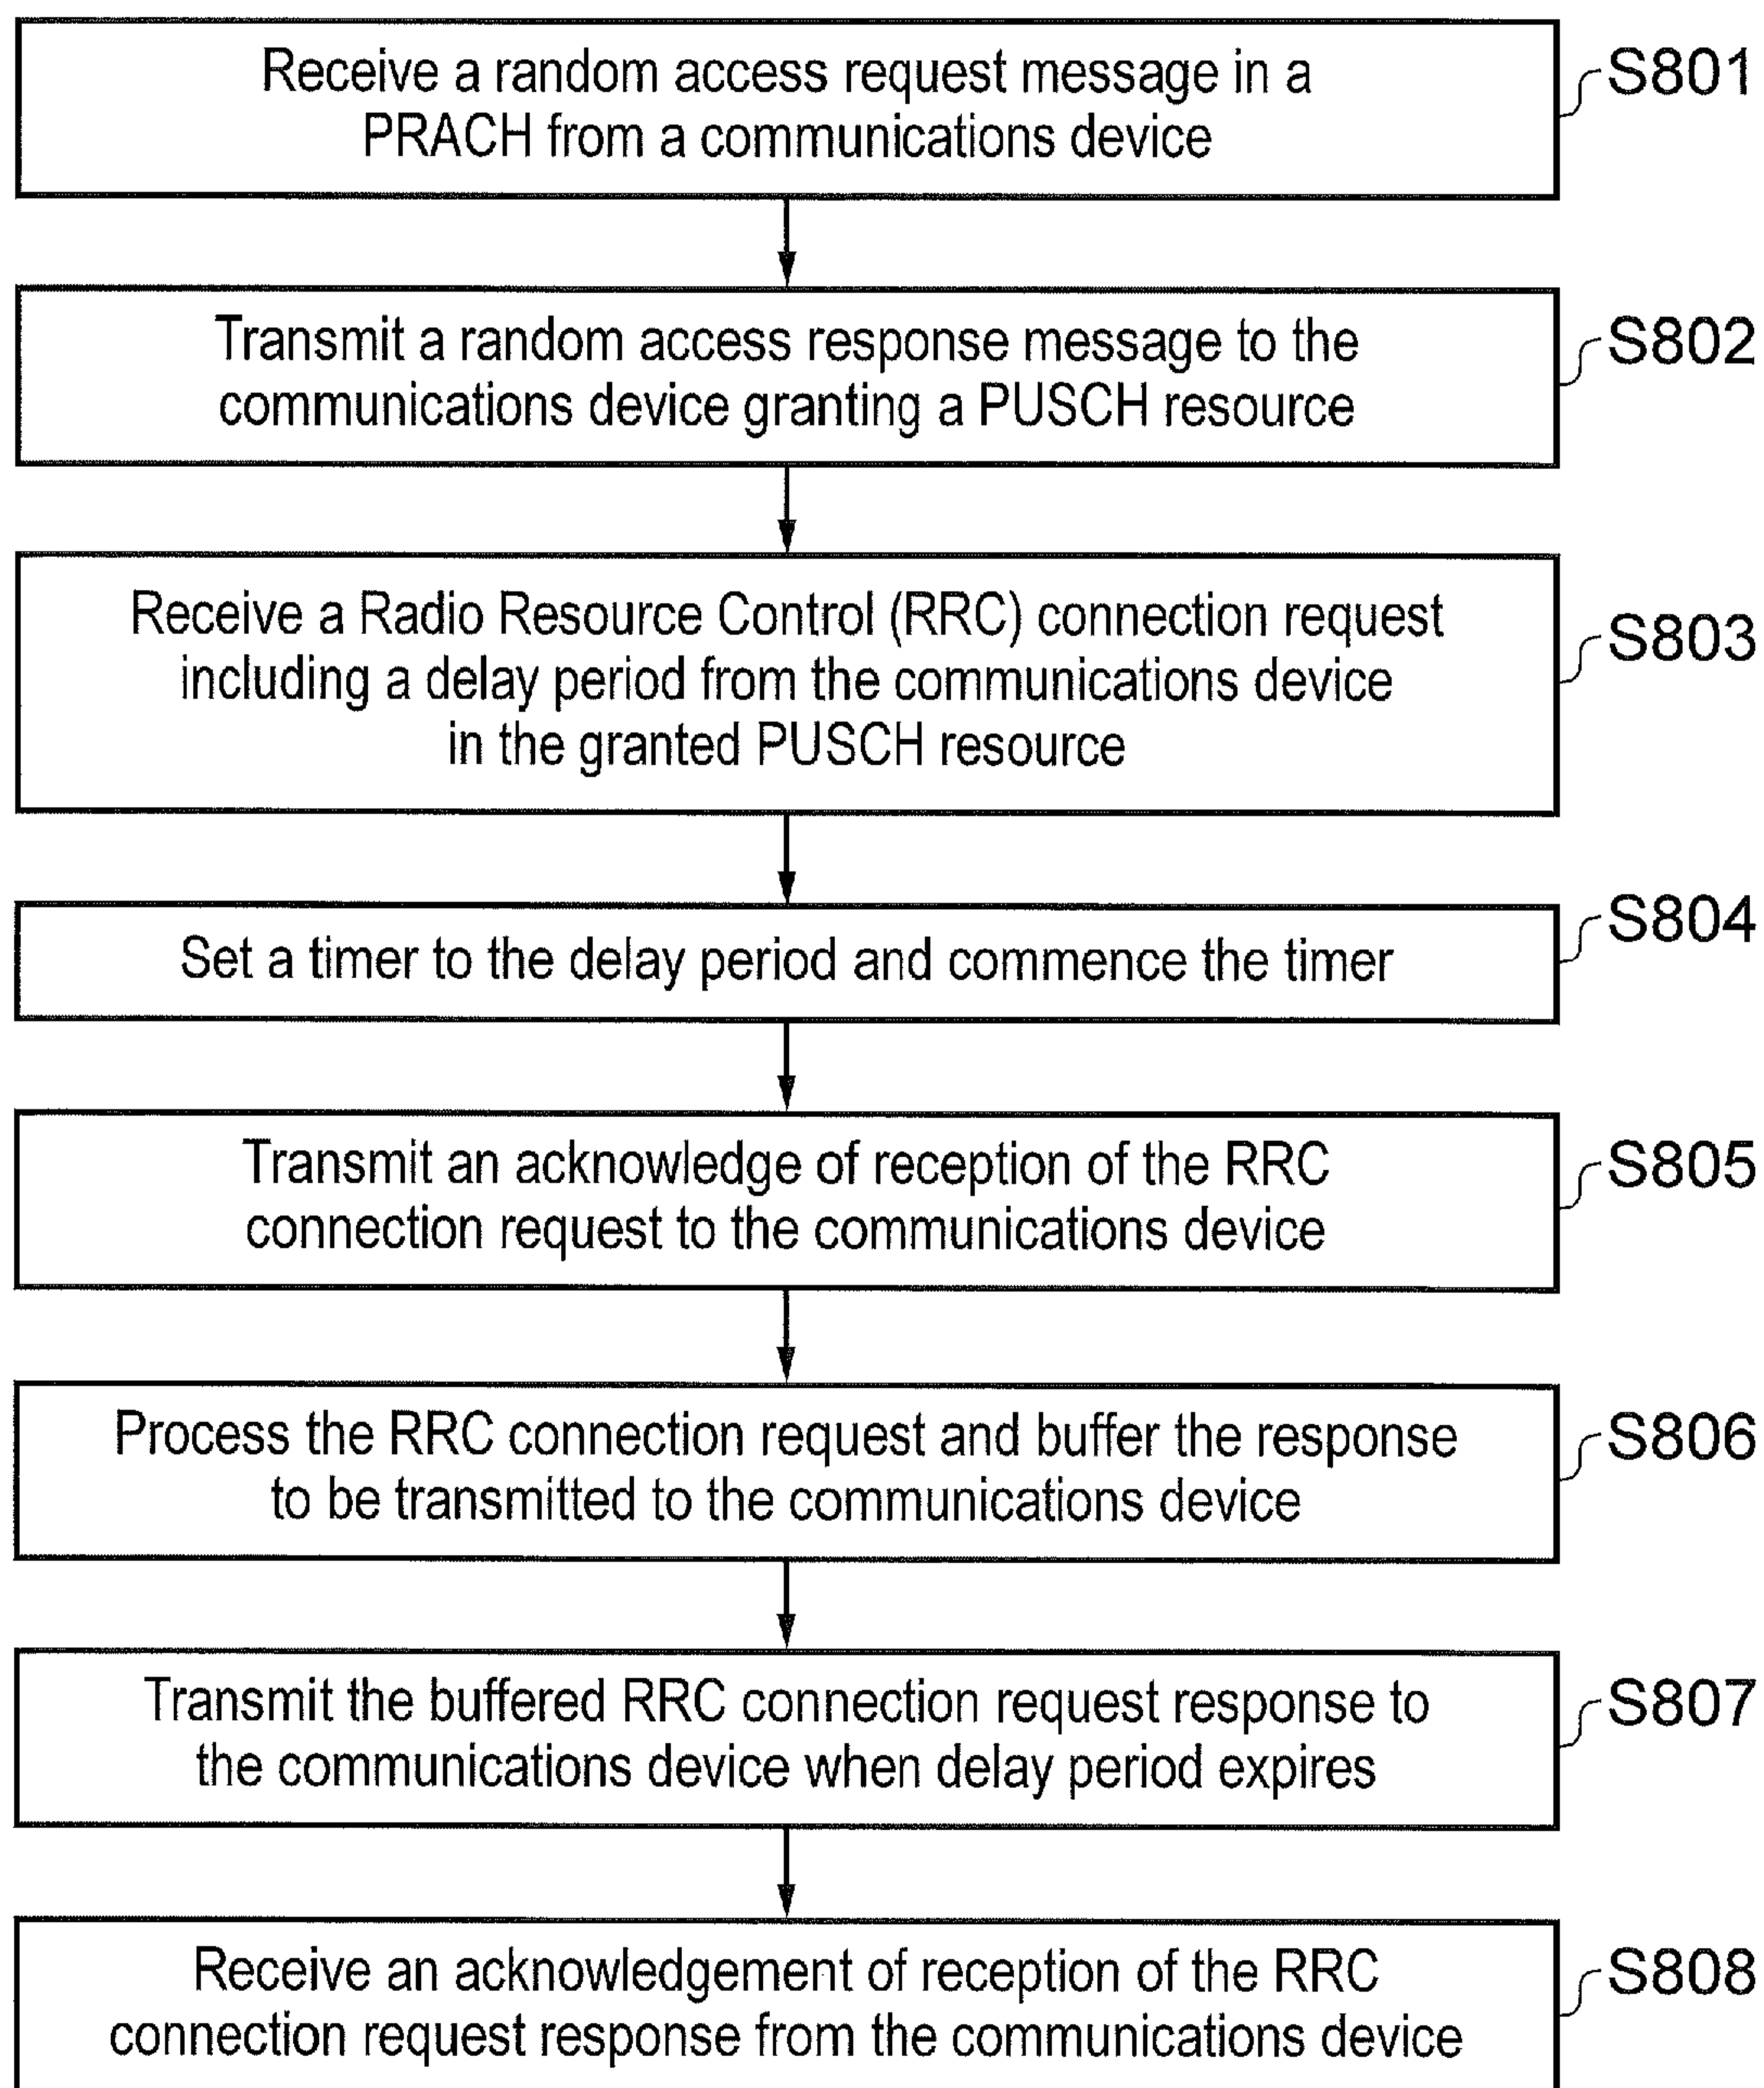 Receive a random access request message in a
PRACH from a communications device
S801
Transmit a random access response message to the
communications device granting a PUSCH resource
S802
Receive a Radio Resource Control (RRC) connection request
including a delay period from the communications device
in the granted PUSCH resource
S803
Set a timer to the delay period and commence the timer
S804
Transmit an acknowledge of reception of the RRC
connection request to the communications device
S805
Process the RRC connection request and buffer the response
to be transmitted to the communications device
S806
Transmit the buffered RRC connection request response to
the communications device when delay period expires
S807
Receive an acknowledgement of reception of the RRC
connection request response from the communications device
S808